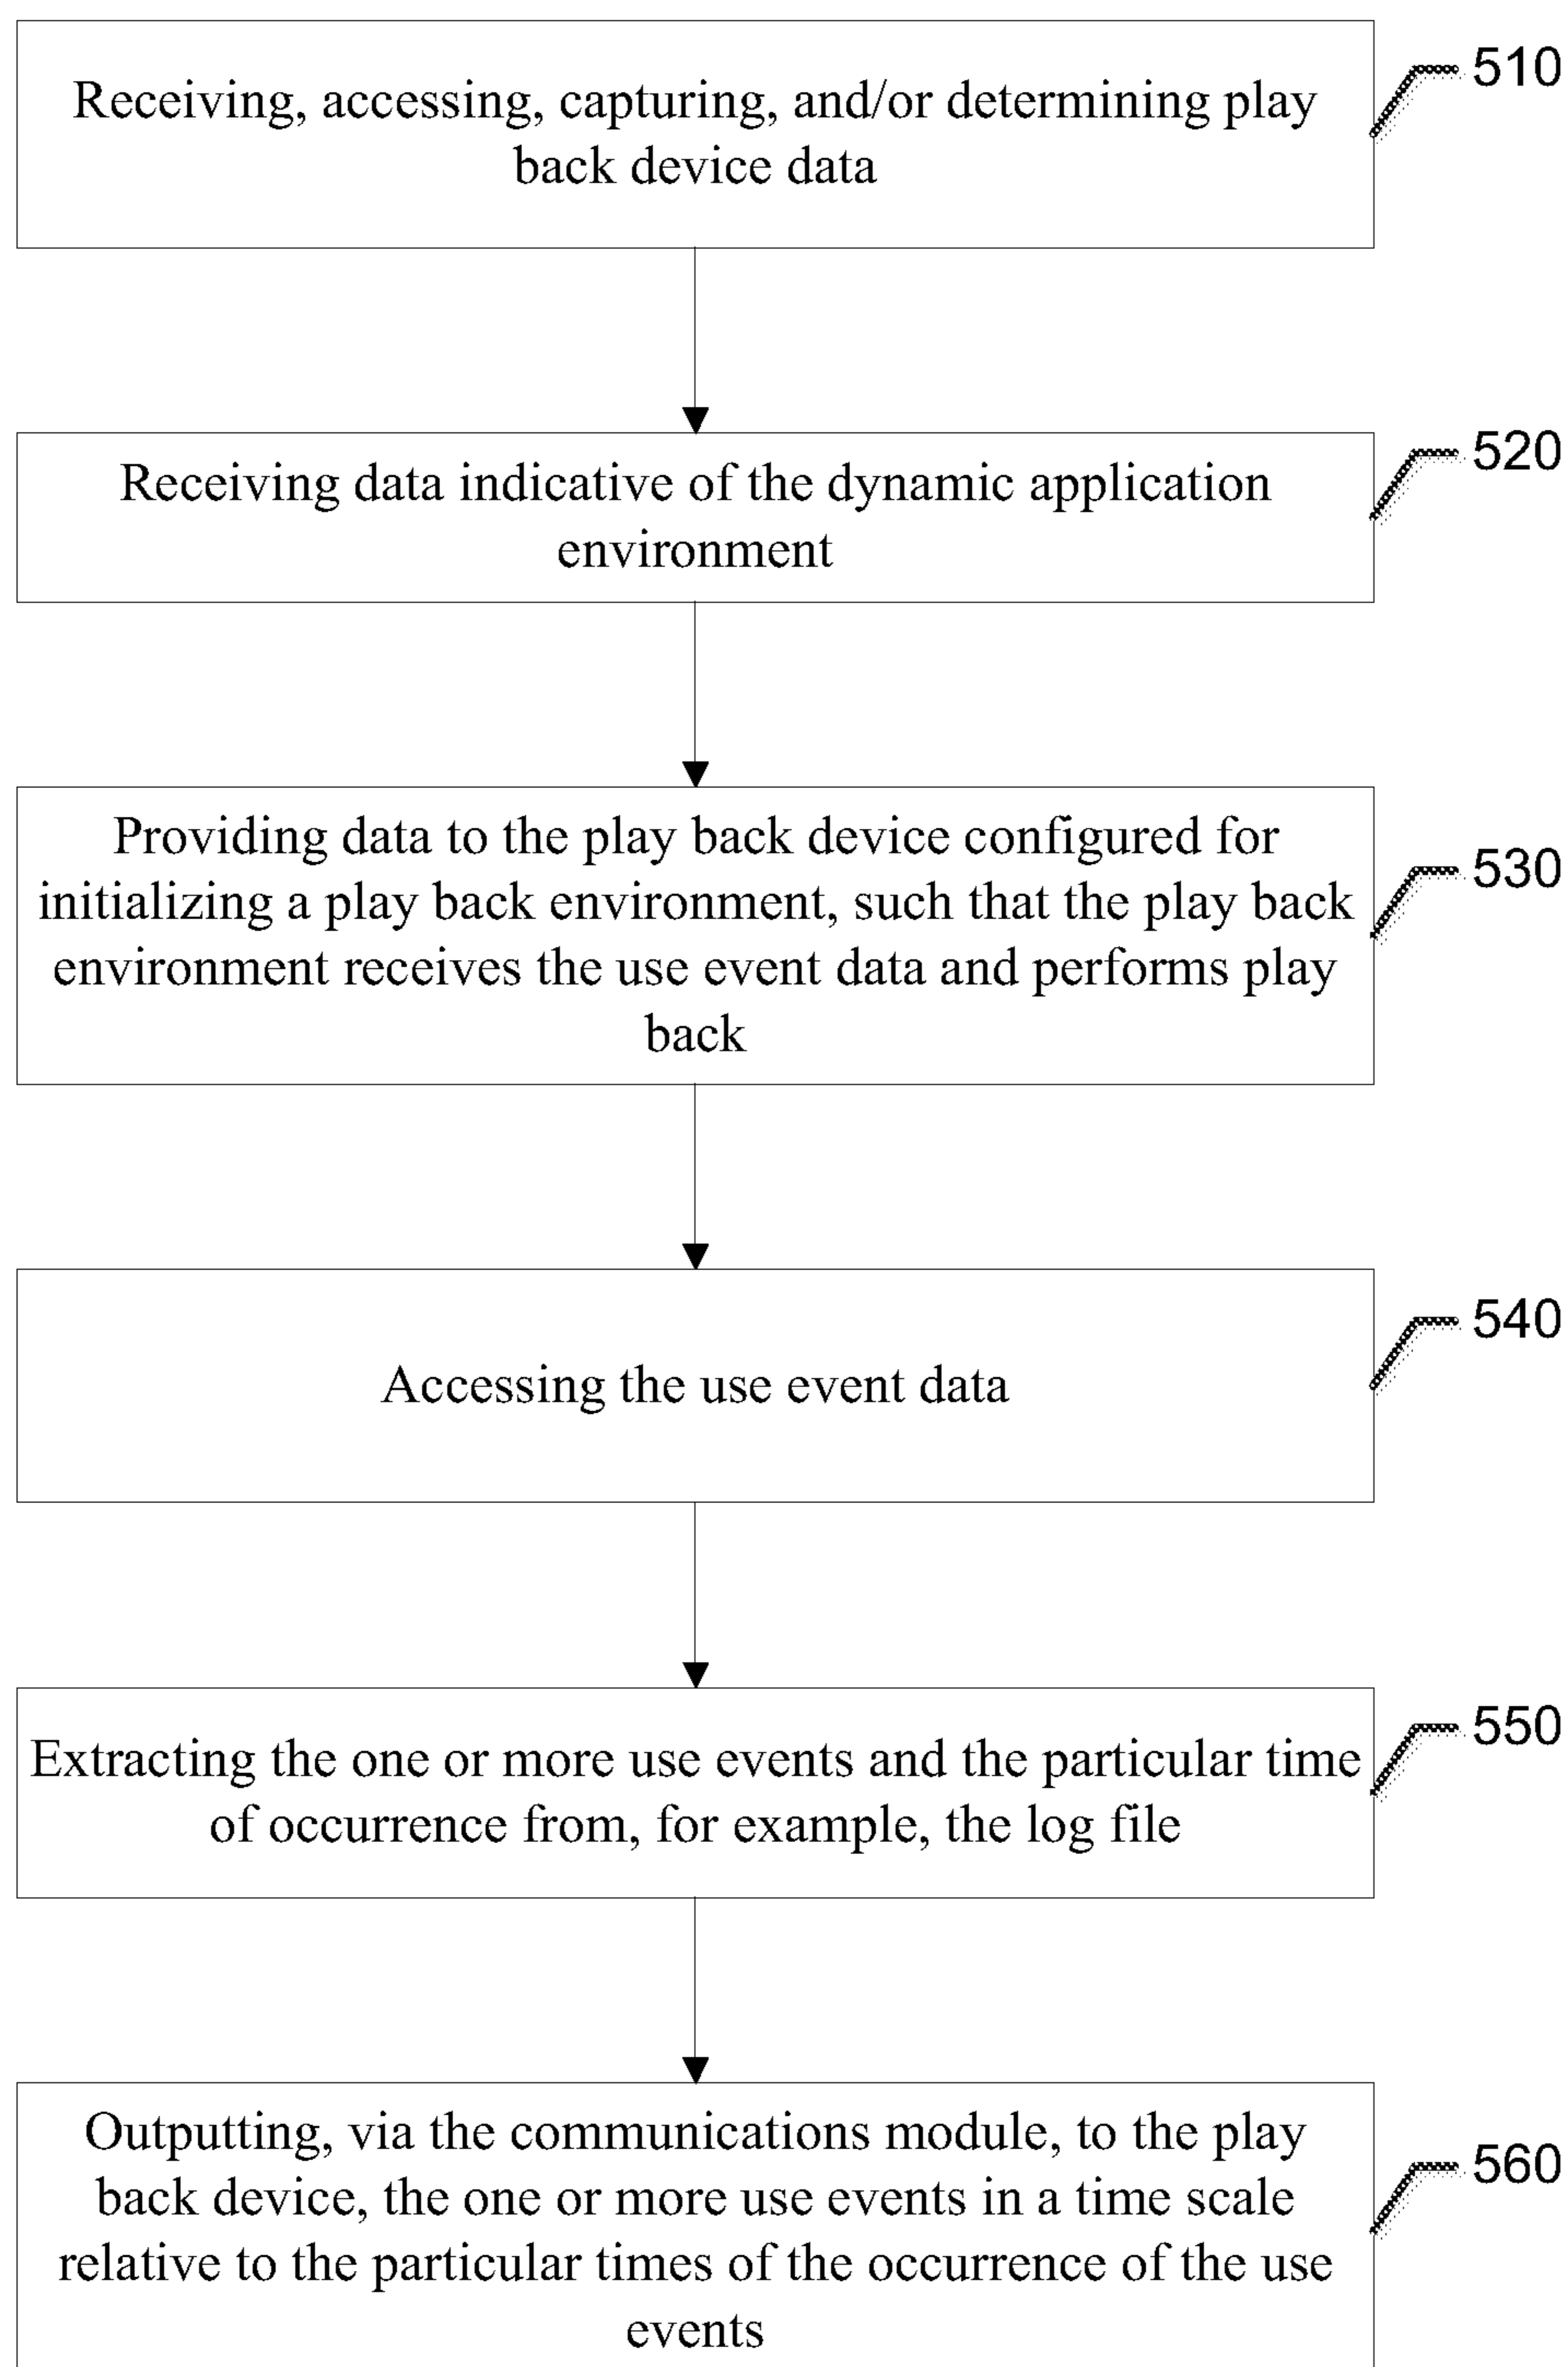 Receiving, accessing, capturing, and/or determining play
back device data
510
Receiving data indicative of the dynamic application
environment
520
Providing data to the play back device configured for
initializing a play back environment, such that the play back
environment receives the use event data and performs play
back
530
Accessing the use event data
540
Extracting the one or more use events and the particular time
of occurrence from, for example, the log file
550
Outputting, via the communications module, to the play
back device, the one or more use events in a time scale
relative to the particular times of the occurrence of the use
events
560